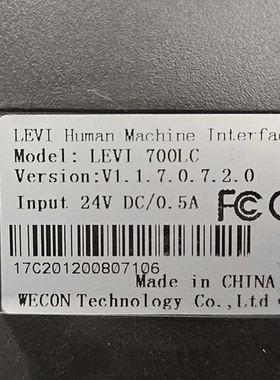 LEVI Human Machine Interfac
Model: LEVI 700LC
Version:V1.1.7.0.7.2.0
Input 24V DC/0.5A FC C
17C201200807106
Made in CHINA
WECON Technology Co.,Ltd